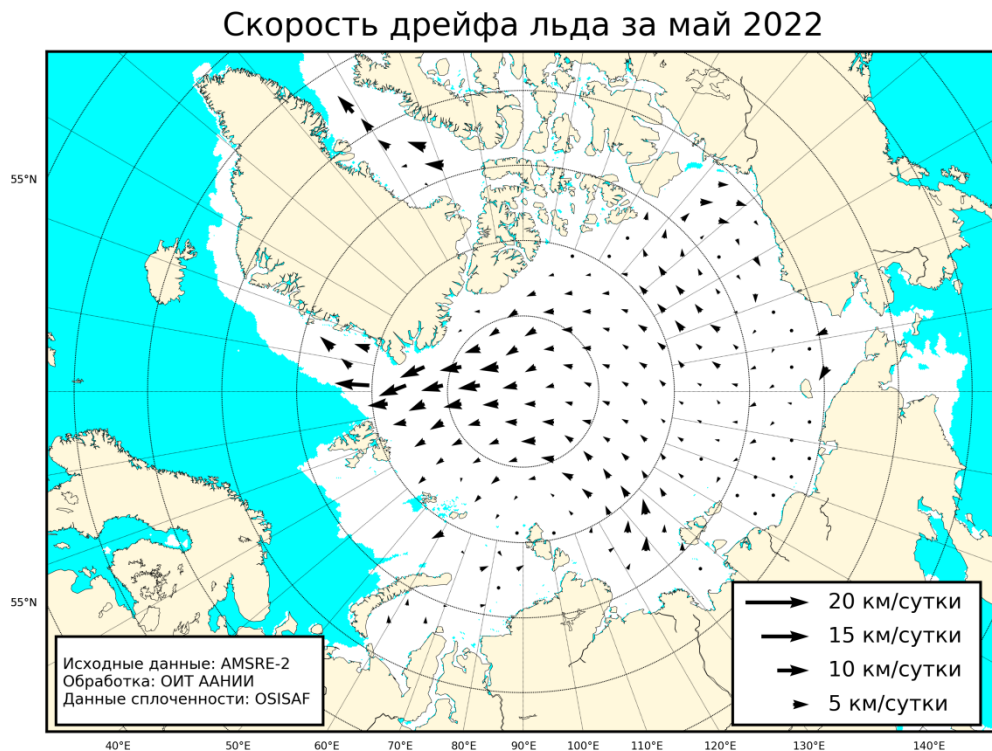 Скорость дрейфа льда за май 2022
55°N
55°N
20 км/сутки
15 км/сутки
10 км/сутки
5 км/сутки
Исходные данные: AMSRE-2
Обработка: ОИТ ААНИИ
Данные сплоченности: OSISAF
40°E 50°E 60°E 70°E 80°E 90°E 100°E 110°E 120°E 130°E 140°E